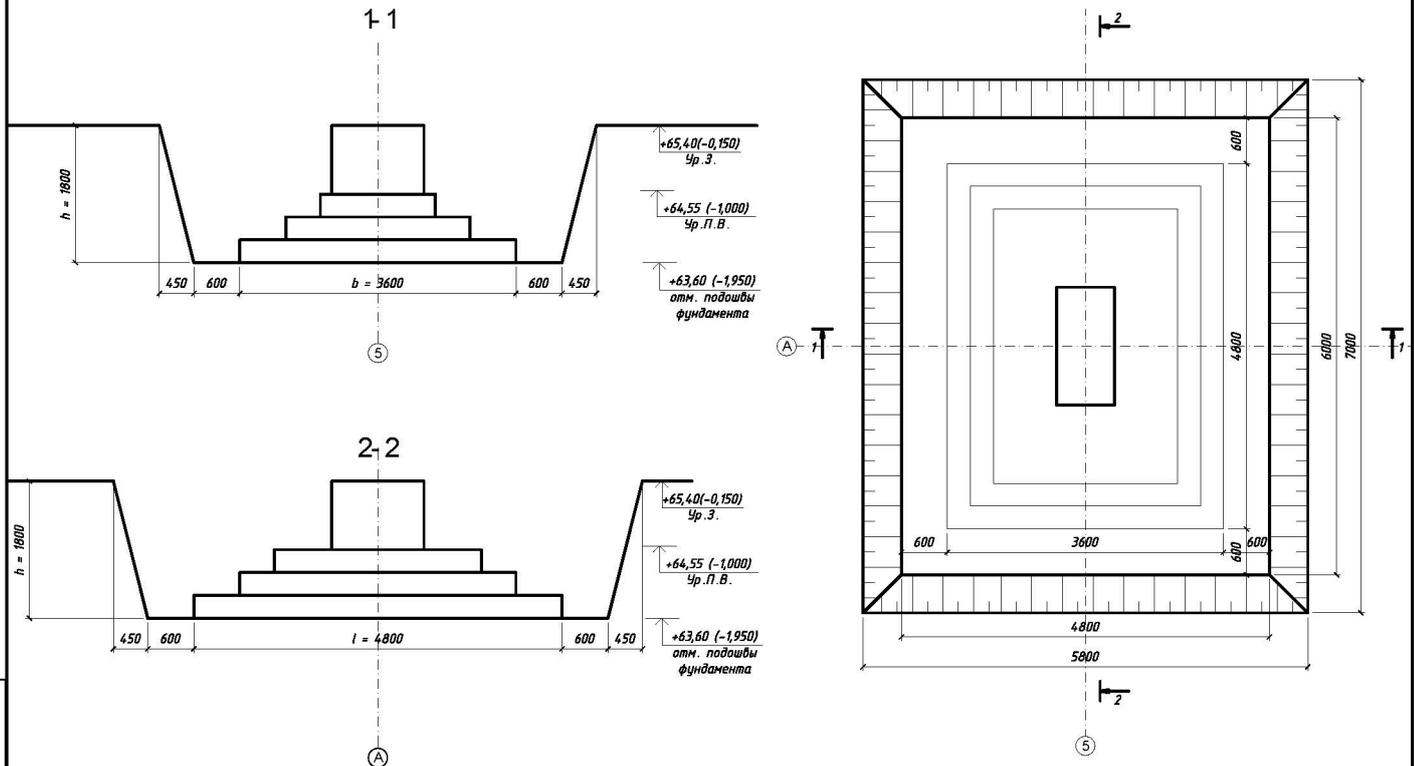 1-1
+65,40(-0,150)
Ур.З.
h = 1800
+64,55 (-1,000)
Ур.П.В.
450
600
b = 3600
600
450
+63,60 (-1,950)
отм. подошвы
фундамента
5
2-2
+65,40(-0,150)
Ур.З.
h = 1800
+64,55 (-1,000)
Ур.П.В.
450
600
l = 4800
600
450
+63,60 (-1,950)
отм. подошвы
фундамента
А
2
600
А
1
4800
6000
7000
1
600
3600
600
600
4800
5800
2
5